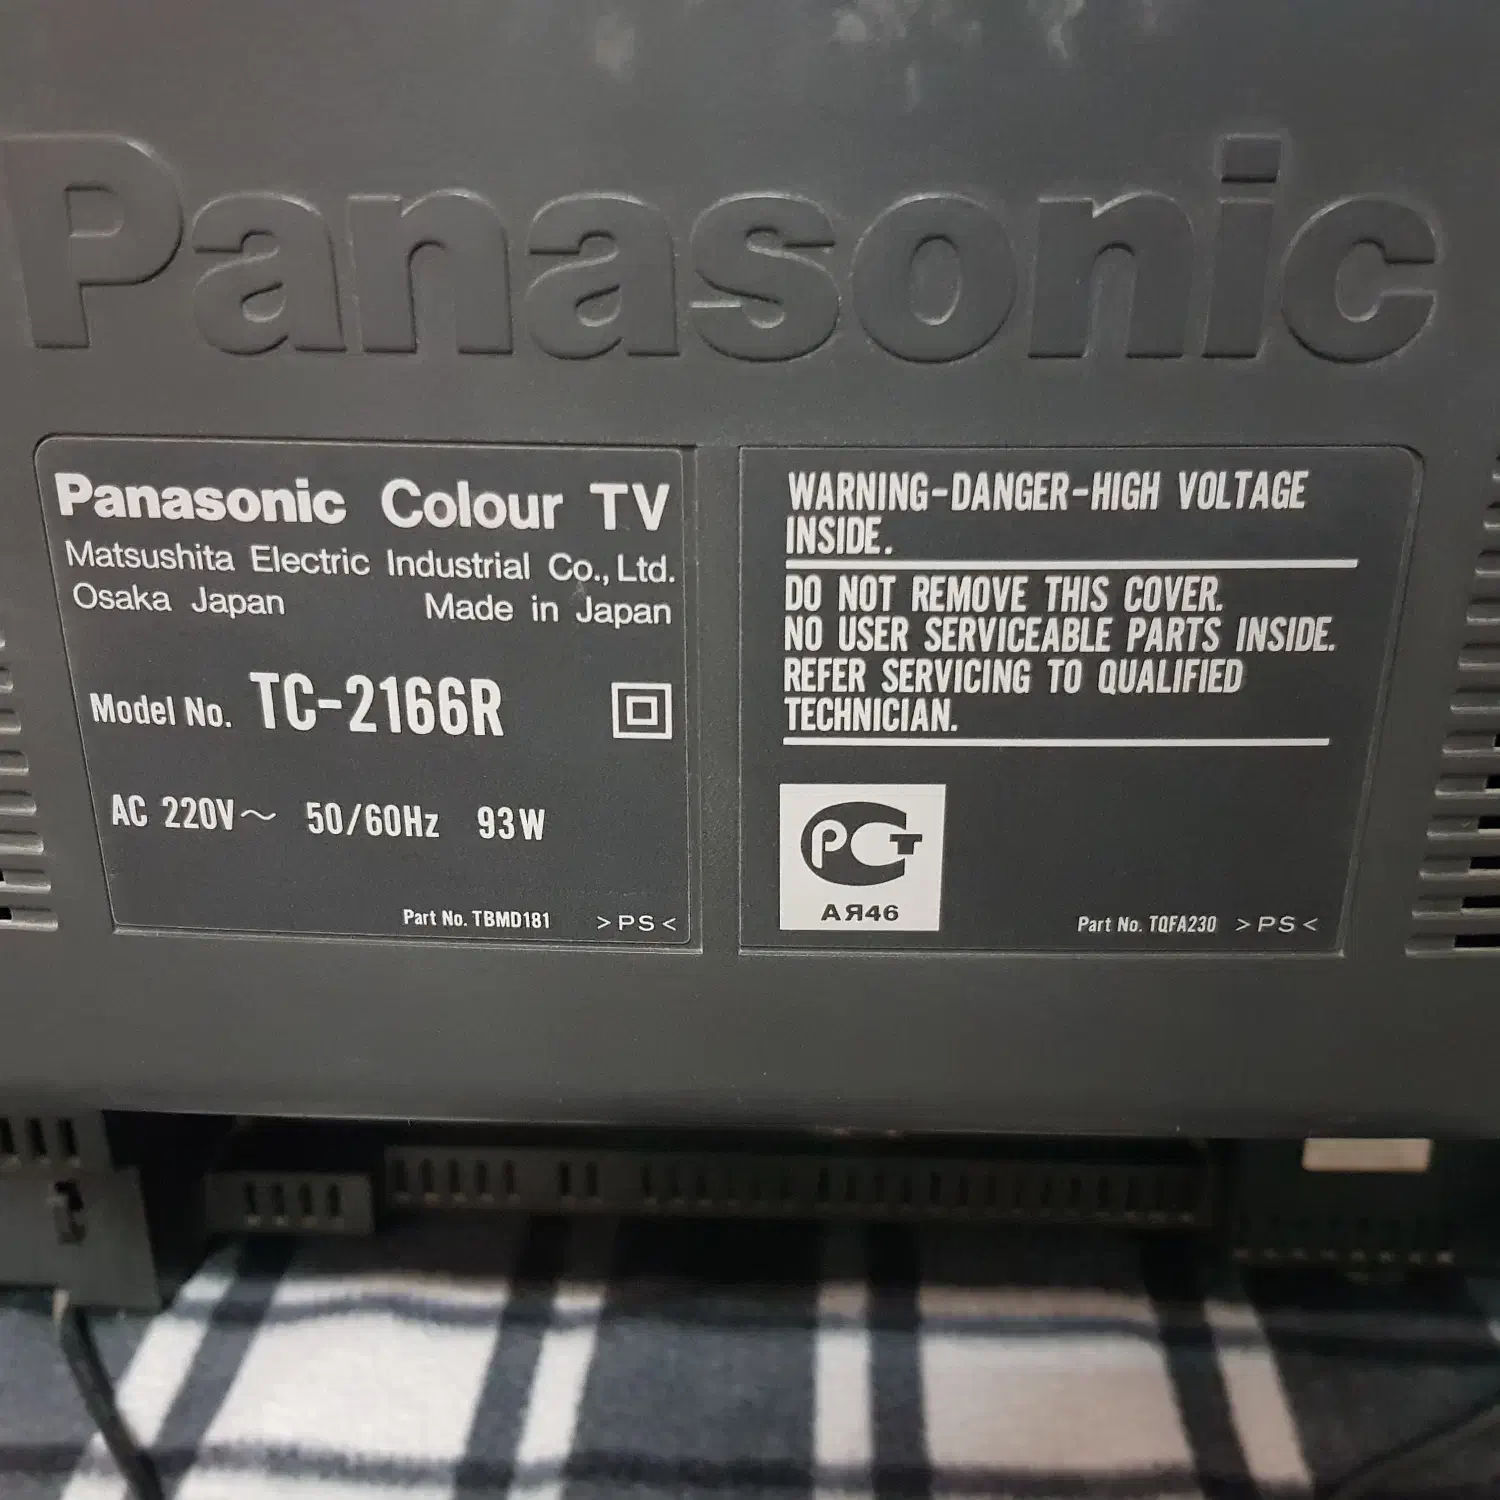 Panasonic
Panasonic Colour TV
Matsushita Electric Industrial Co., Ltd.
Osaka Japan Made in Japan
Model No. TC-2166R
AC 220V～ 50/60Hz 93W
Part No. TBMD181 >PS<
WARNING-DANGER-HIGH VOLTAGE
INSIDE.
DO NOT REMOVE THIS COVER.
NO USER SERVICEABLE PARTS INSIDE.
REFER SERVICING TO QUALIFIED
TECHNICIAN.
РСТ
АЯ46
Part No. TQFA230 >PS<